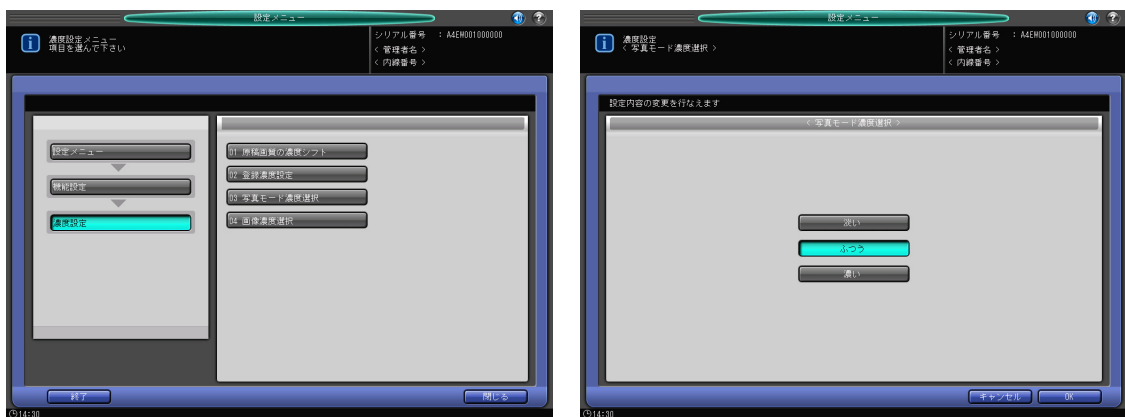 設定メニュー
濃度設定メニュー
項目を選んで下さい
シリアル番号 : A4EW001000000
< 管理者名 >
< 内線番号 >
設定メニュー
機能設定
濃度設定
01 原稿画質の濃度シフト
02 登録濃度設定
03 写真モード濃度選択
04 画像濃度選択
終了
閉じる
14:30
設定メニュー
濃度設定
< 写真モード濃度選択 >
シリアル番号 : A4EW001000000
< 管理者名 >
< 内線番号 >
設定内容の変更を行なえます
< 写真モード濃度選択 >
淡い
ふつう
濃い
キャンセル
OK
14:30